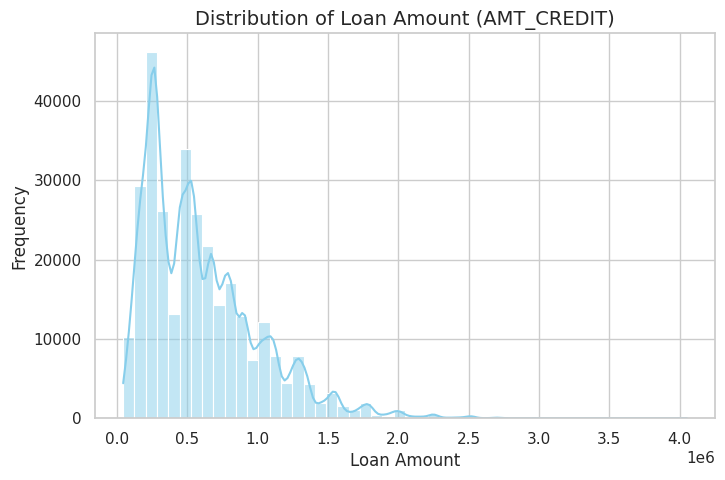 Distribution of Loan Amount (AMT_CREDIT)
Frequency
40000
30000
20000
10000
0
0.0 0.5 1.0 1.5 2.0 2.5 3.0 3.5 4.0
1e6
Loan Amount